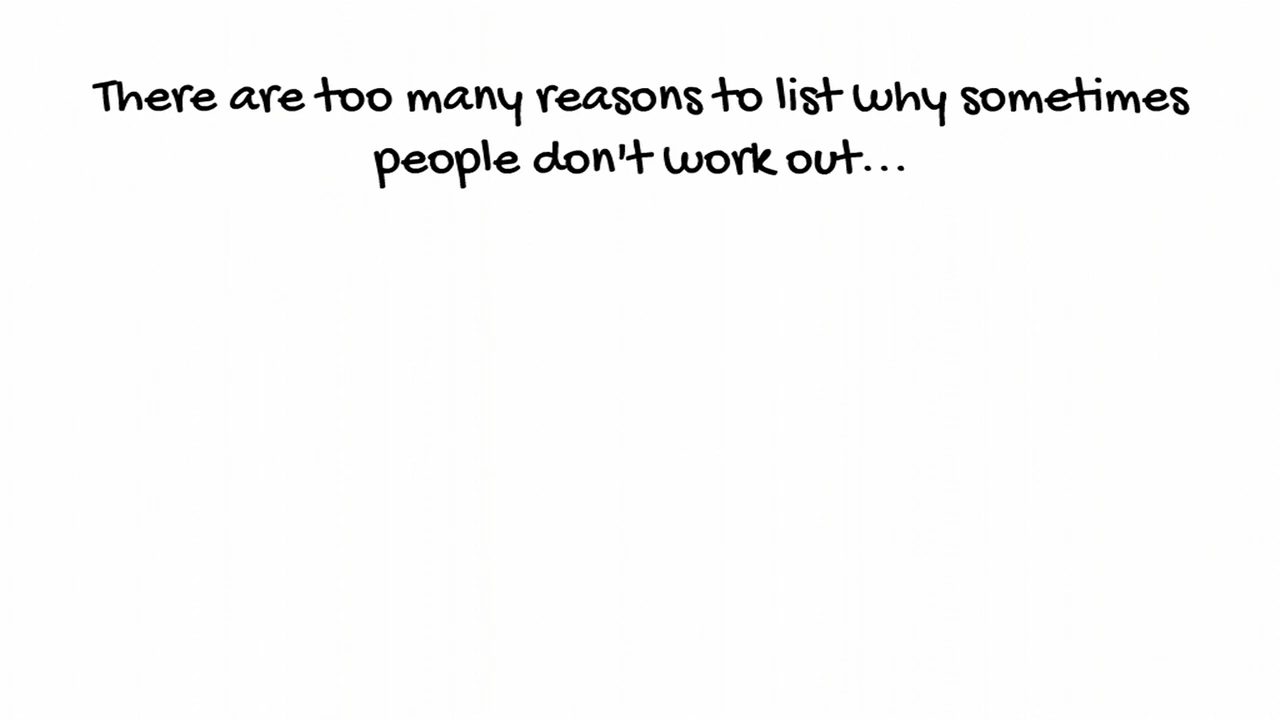 There are too many reasons to list why sometimes
people don't work out...